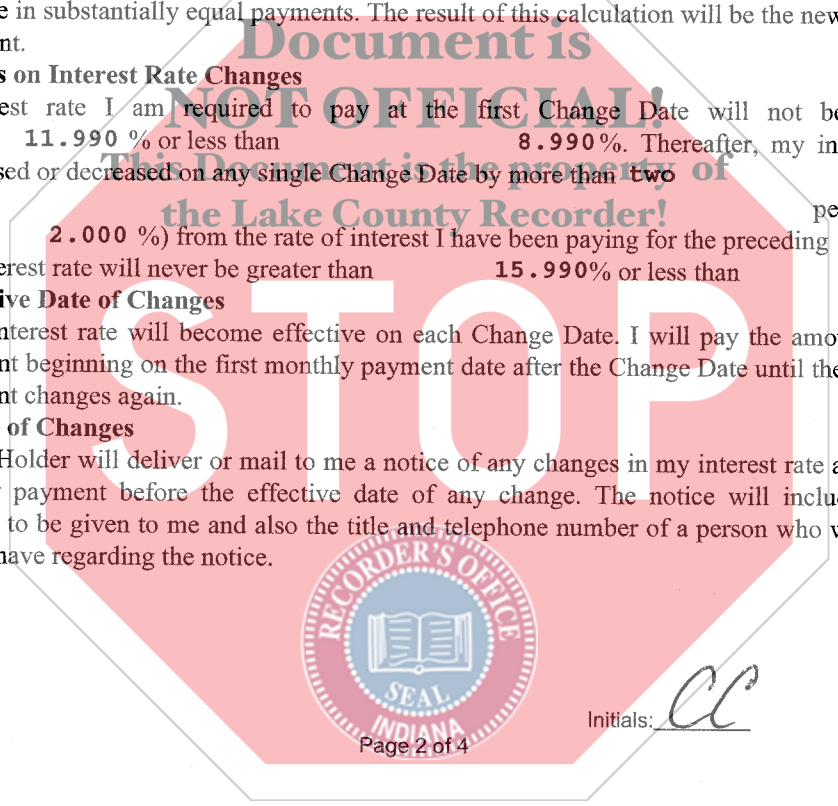 e in substantially equal payments. The result of this calculation will be the new
nt.
Document is
s on Interest Rate Changes
est rate I am required to pay at the first Change Date will not be
NOT OFFICIAL!
11.990 % or less than 8.990%. Thereafter, my in
This Document is the property of
sed or decreased on any single Change Date by more than two
pe
the Lake County Recorder!
2.000 %) from the rate of interest I have been paying for the preceding
erest rate will never be greater than 15.990% or less than
ive Date of Changes
nterest rate will become effective on each Change Date. I will pay the amo
nt beginning on the first monthly payment date after the Change Date until the
nt changes again.
STOP
of Changes
Holder will deliver or mail to me a notice of any changes in my interest rate a
payment before the effective date of any change. The notice will inclu
to be given to me and also the title and telephone number of a person who w
have regarding the notice.
RECORDER'S OFFICE
SEAL
INDIANA
Initials: CC
Page 2 of 4